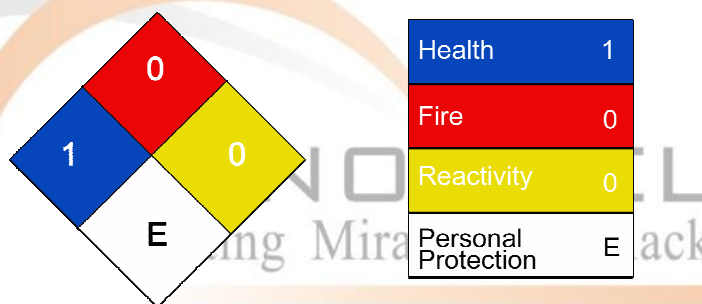 0
1
0
E
Health 1
Fire 0
Reactivity 0
Personal
Protection E